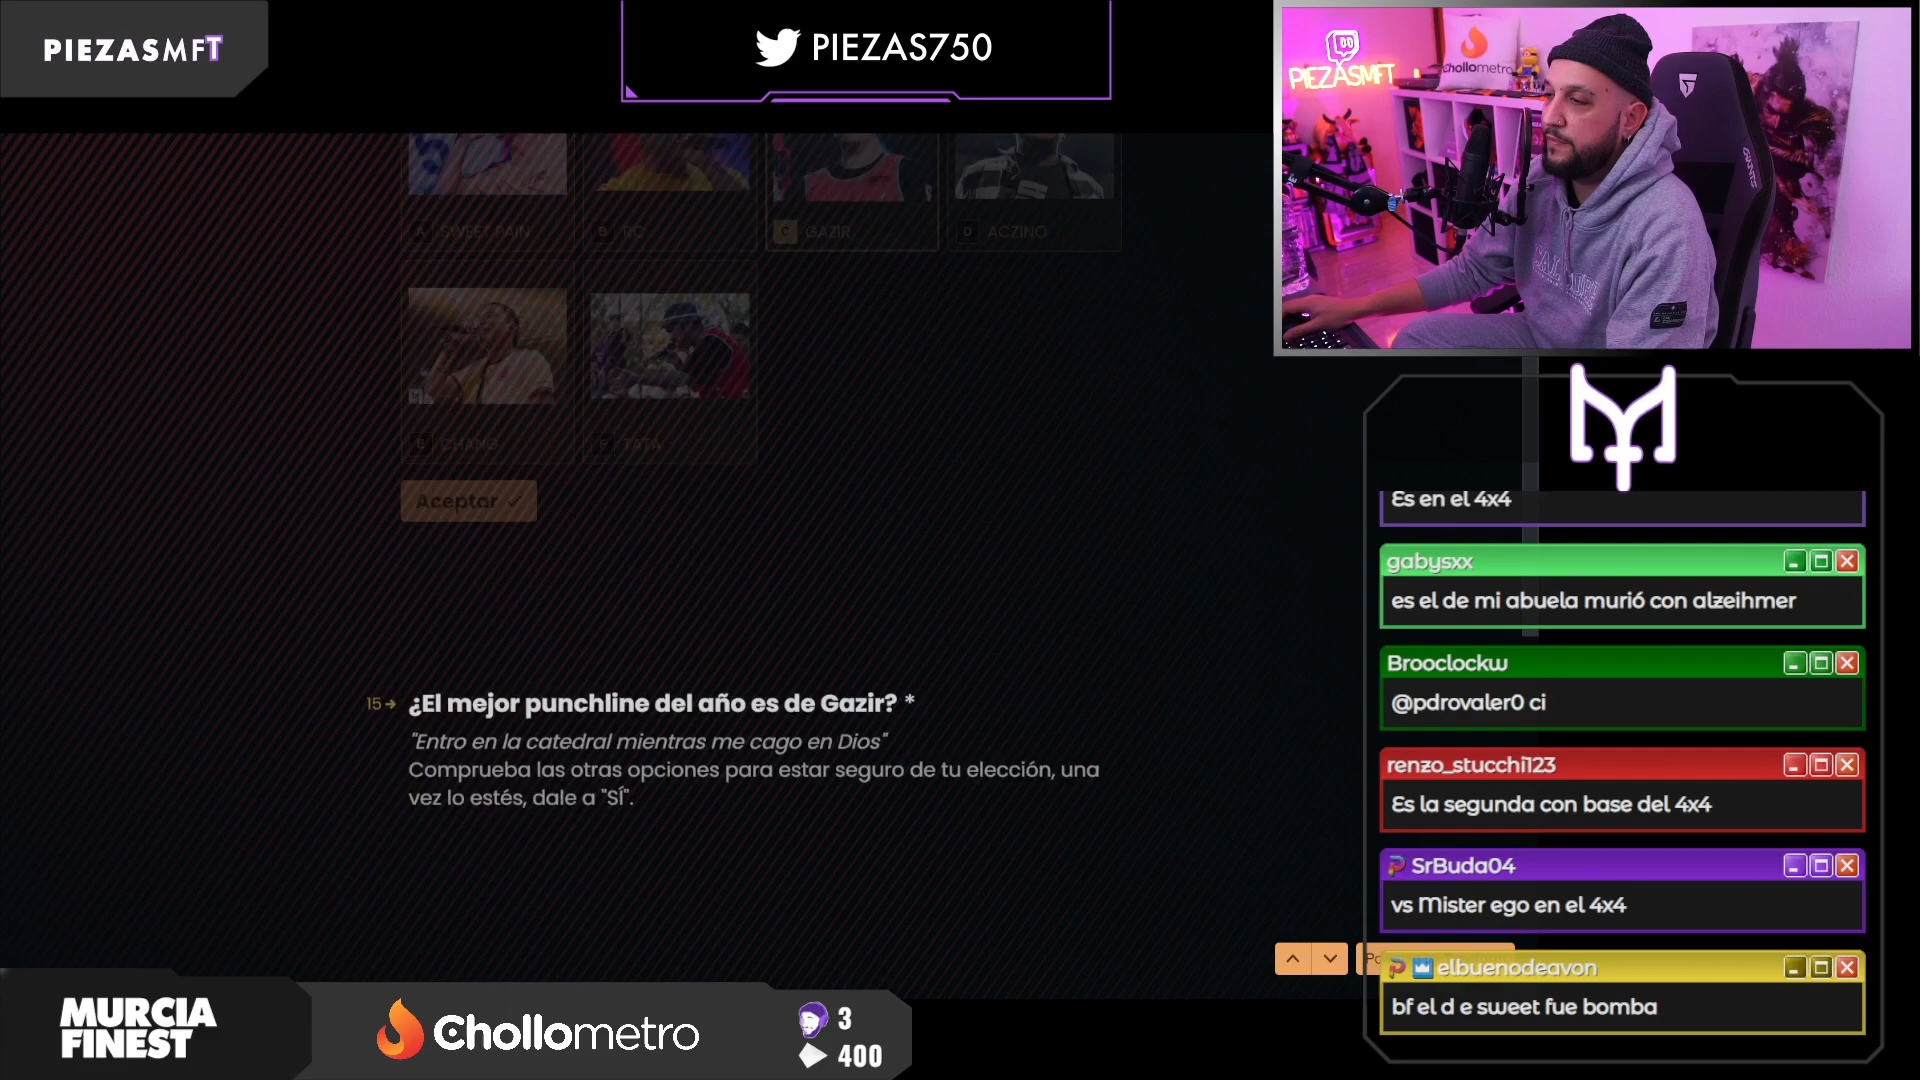 PIEZASMFT
PIEZAS750
PIEZASMFT
Chollometro
A SWEET PAIN
B RC
C GAZIR
D ACZINO
E CHANG
F TATA
Aceptar
15 ¿El mejor punchline del año es de Gazir? *
"Entro en la catedral mientras me cago en Dios"
Comprueba las otras opciones para estar seguro de tu elección, una
vez lo estés, dale a "SÍ".
Es en el 4x4
gabysxx
es el de mi abuela murió con alzeihmer
Brooclockw
@pdrovaler0 ci
renzo_stucchi123
Es la segunda con base del 4x4
SrBuda04
vs Mister ego en el 4x4
elbuenodeavon
bf el d e sweet fue bomba
MURCIA
FINEST
Chollometro
3
400